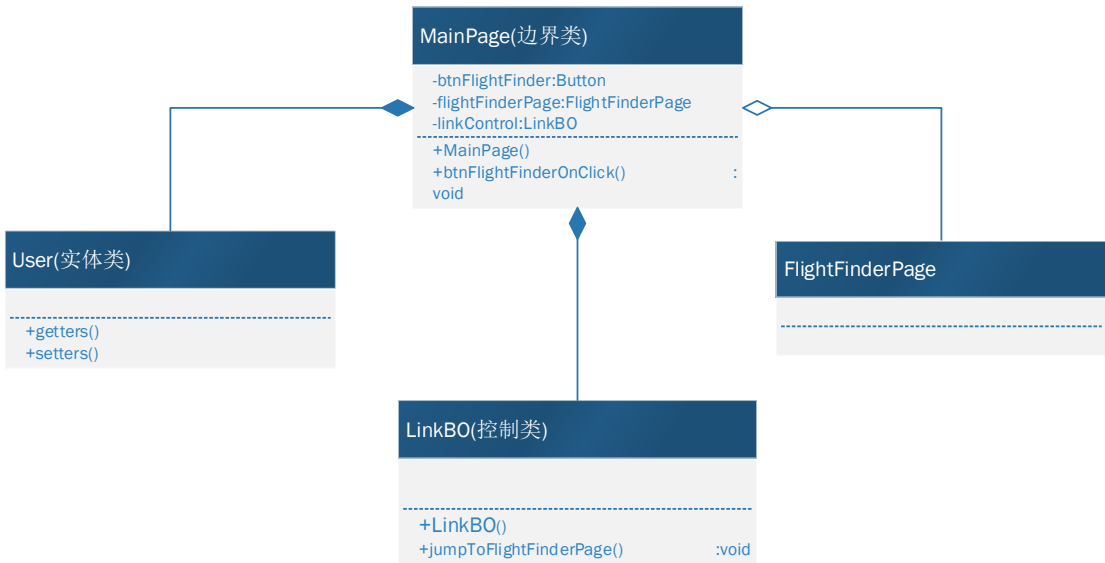 MainPage(边界类)
-btnFlightFinder:Button
-flightFinderPage:FlightFinderPage
-linkControl:LinkBO
+MainPage()
+btnFlightFinderOnClick() :
void
User(实体类)
+getters()
+setters()
FlightFinderPage
LinkBO(控制类)
+LinkBO()
+jumpToFlightFinderPage() :void